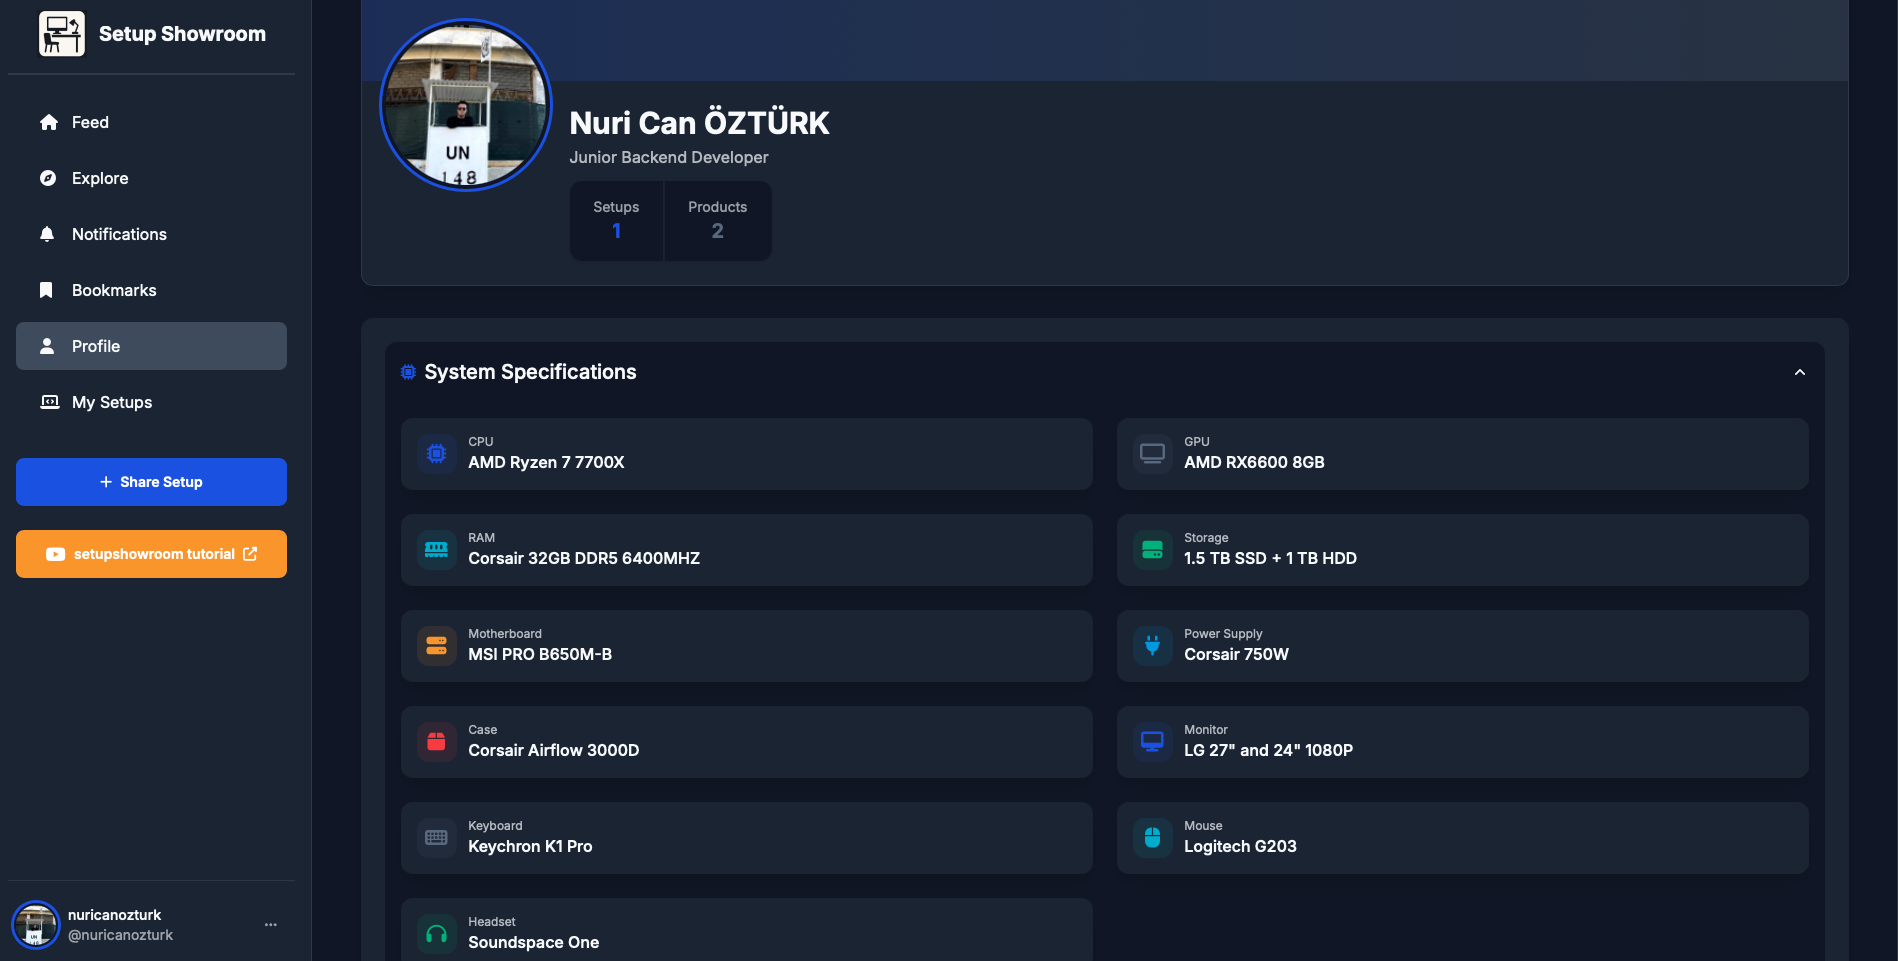 Setup Showroom
Feed
Explore
Notifications
Bookmarks
Profile
My Setups
+ Share Setup
setupshowroom tutorial
nuricanozturk
@nuricanozturk
UN
148
Nuri Can ÖZTÜRK
Junior Backend Developer
Setups
1
Products
2
System Specifications
CPU
AMD Ryzen 7 7700X
GPU
AMD RX6600 8GB
RAM
Corsair 32GB DDR5 6400MHZ
Storage
1.5 TB SSD + 1 TB HDD
Motherboard
MSI PRO B650M-B
Power Supply
Corsair 750W
Case
Corsair Airflow 3000D
Monitor
LG 27" and 24" 1080P
Keyboard
Keychron K1 Pro
Mouse
Logitech G203
Headset
Soundspace One